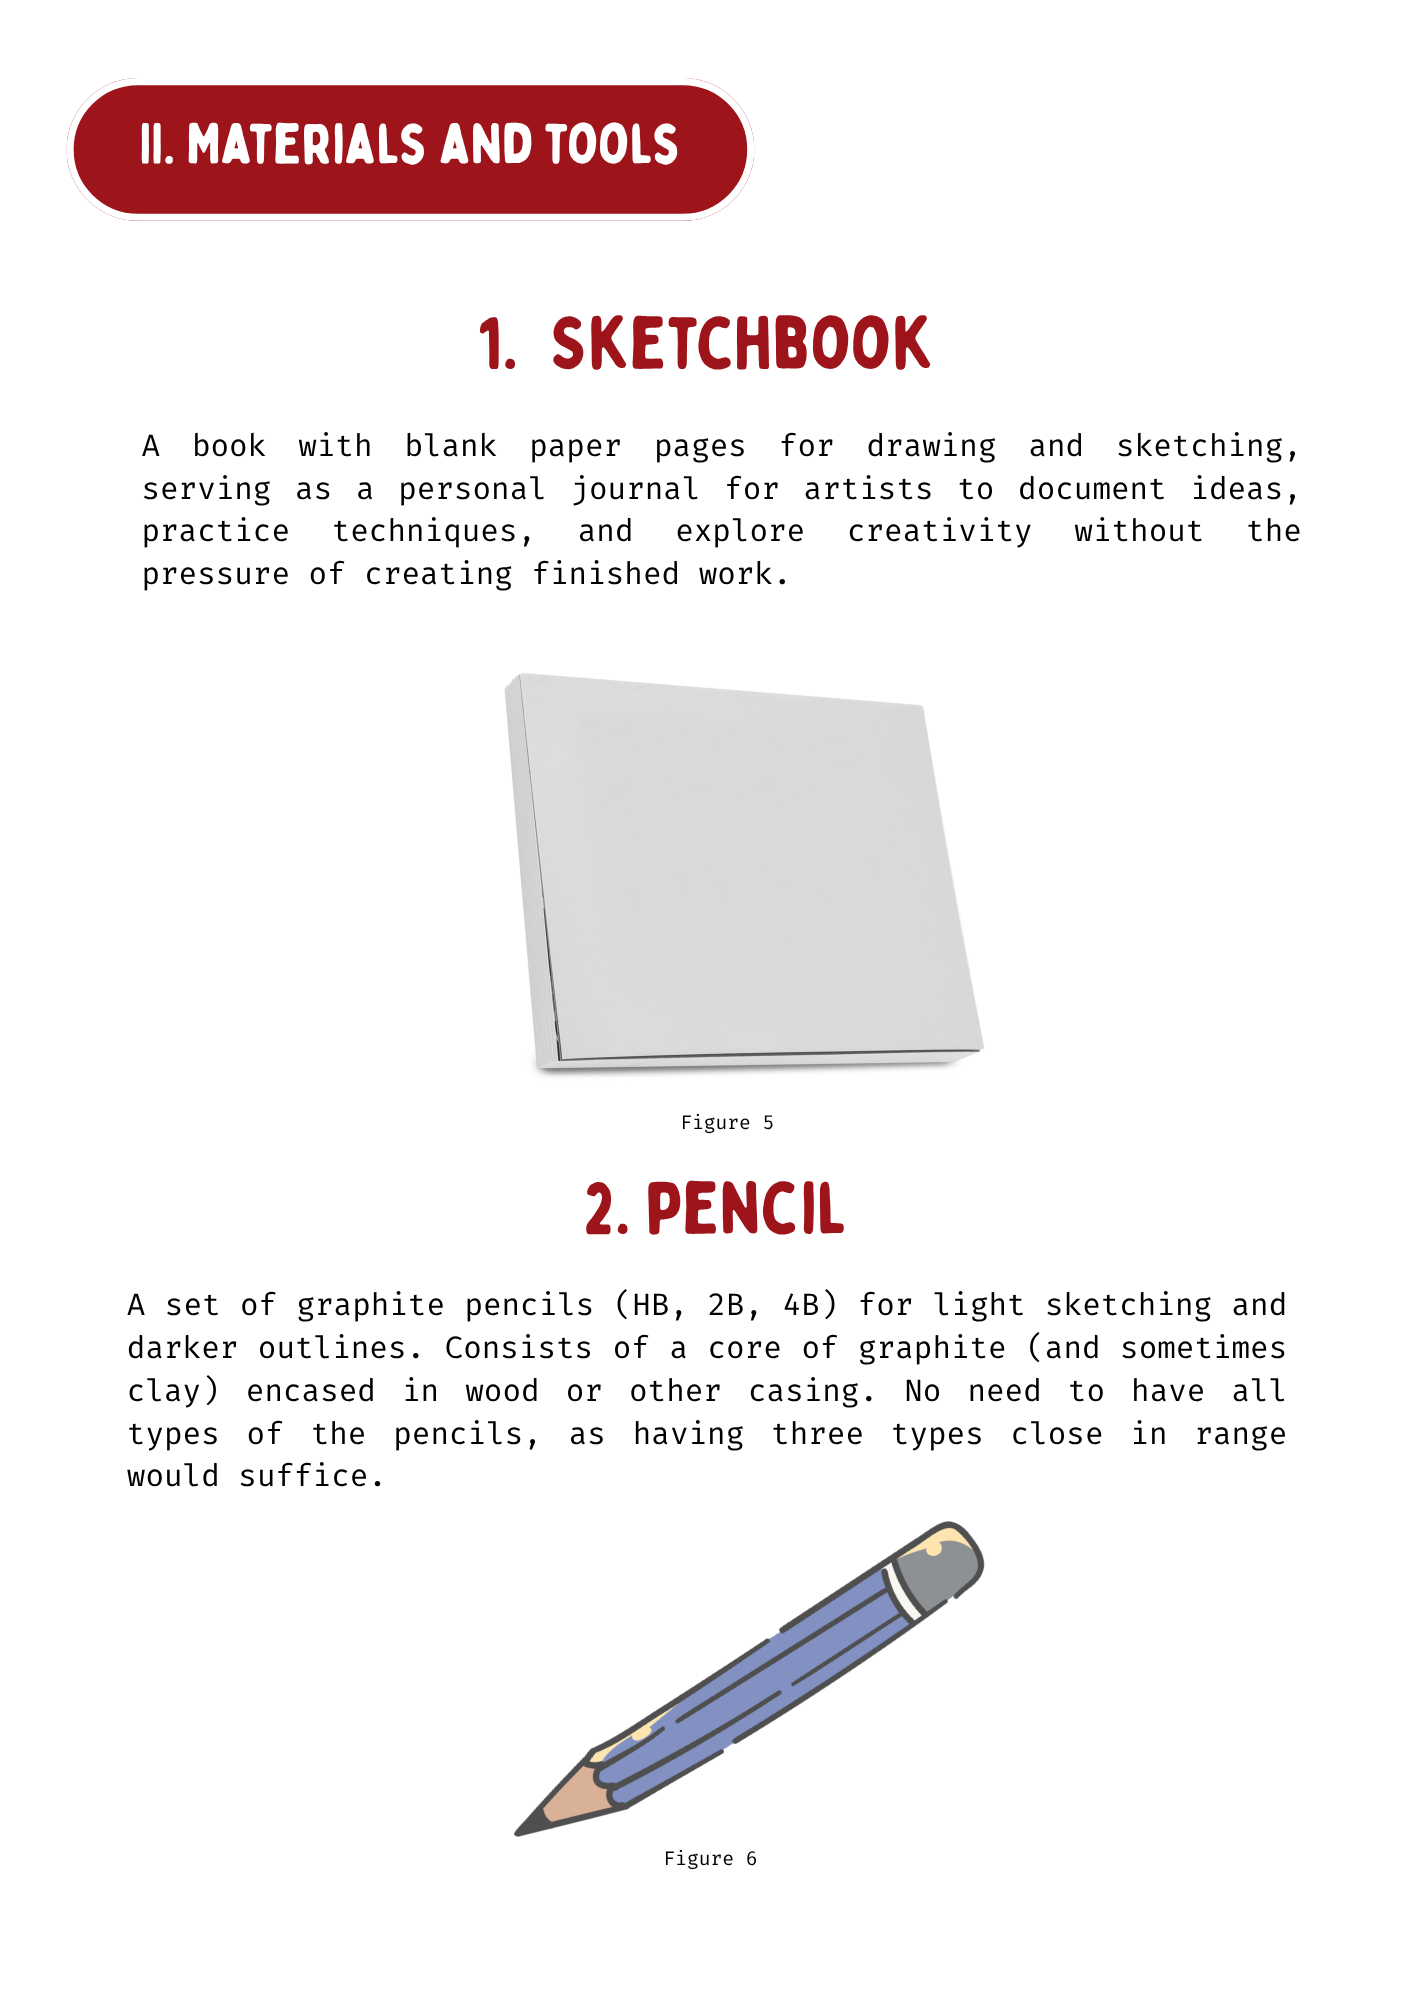 II. MATERIALS AND TOOLS
1. SKETCHBOOK
A book with blank paper pages for drawing and sketching,
serving as a personal journal for artists to document ideas,
practice techniques, and explore creativity without the
pressure of creating finished work.
Figure 5
2. PENCIL
A set of graphite pencils (HB, 2B, 4B) for light sketching and
darker outlines. Consists of a core of graphite (and sometimes
clay) encased in wood or other casing. No need to have all
types of the pencils, as having three types close in range
would suffice.
Figure 6